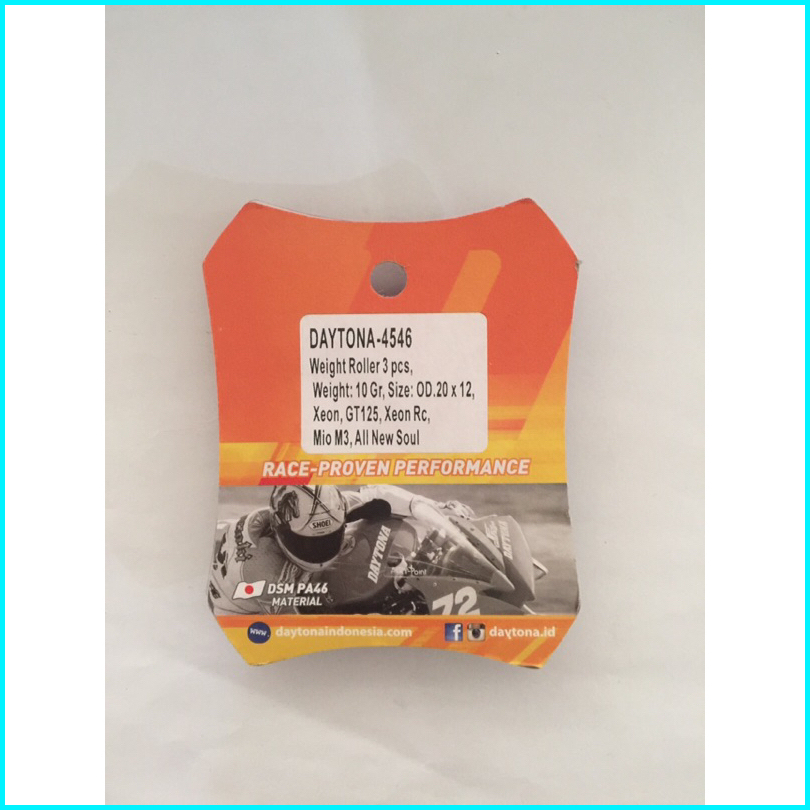 DAYTONA-4546
Weight Roller 3 pcs,
Weight: 10 Gr, Size: OD.20 x 12,
Xeon, GT125, Xeon Rc,
Mio M3, All New Soul
RACE-PROVEN PERFORMANCE
SHOEI
DAYTONA
DAYTONA
72
DSM PA46
MATERIAL
www. daytonaindonesia.com
f daytona.id